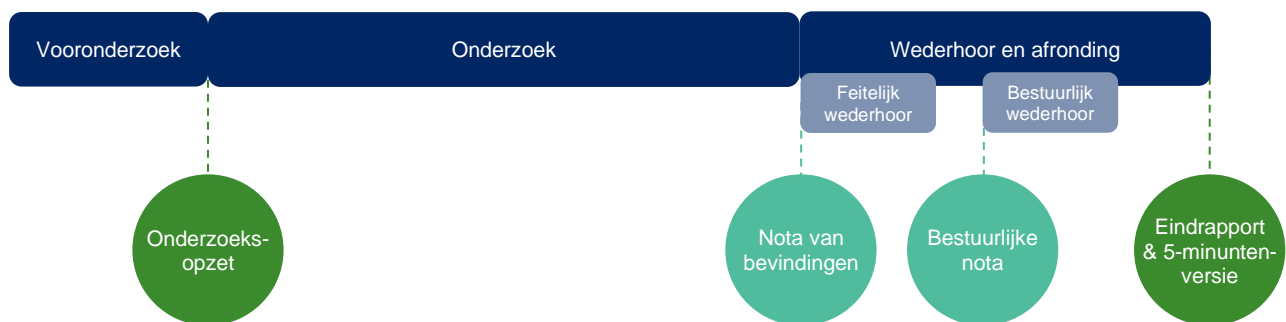 Vooronderzoek
Onderzoek
Wederhoor en afronding
Feitelijk
wederhoor
Bestuurlijk
wederhoor
Onderzoeks-
opzet
Nota van
bevindingen
Bestuurlijke
nota
Eindrapport
& 5-minunten-
versie